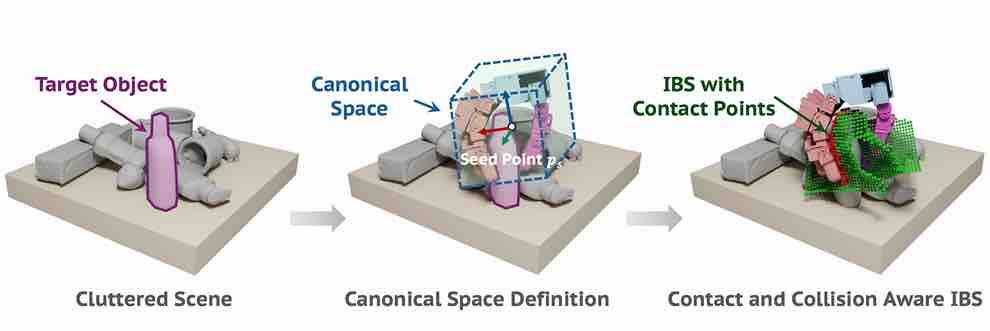 Target Object
Canonical
Space
IBS with
Contact Points
Seed Point pₛ
Cluttered Scene
Canonical Space Definition
Contact and Collision Aware IBS